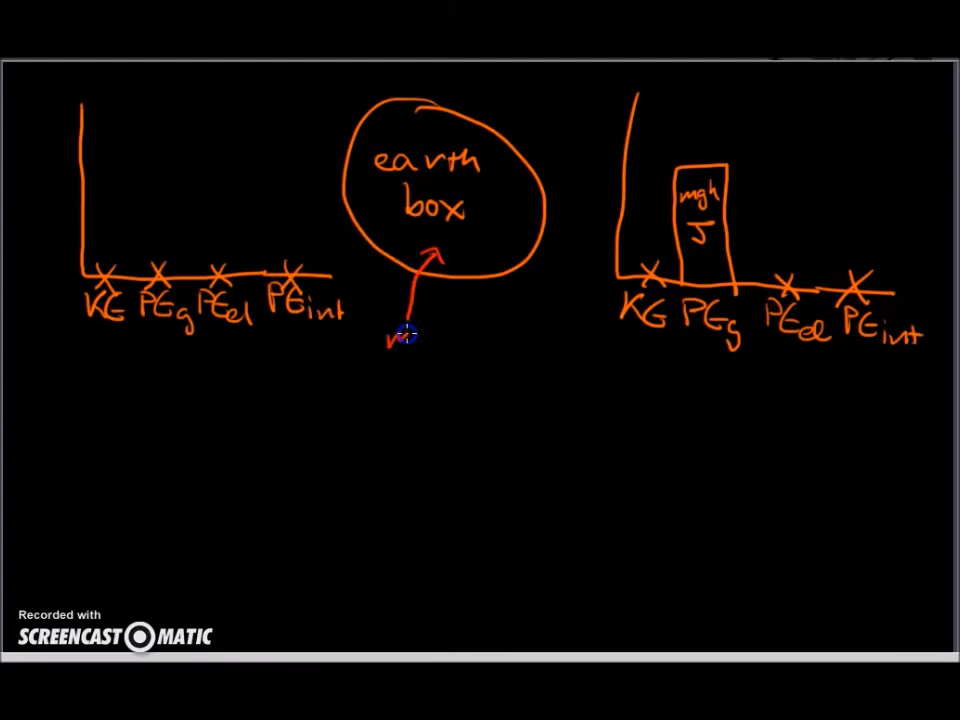 earth
box
mgh
J
KE PEg PEel PEint
KE PEg PEel PEint
Recorded with
SCREENCAST MATIC